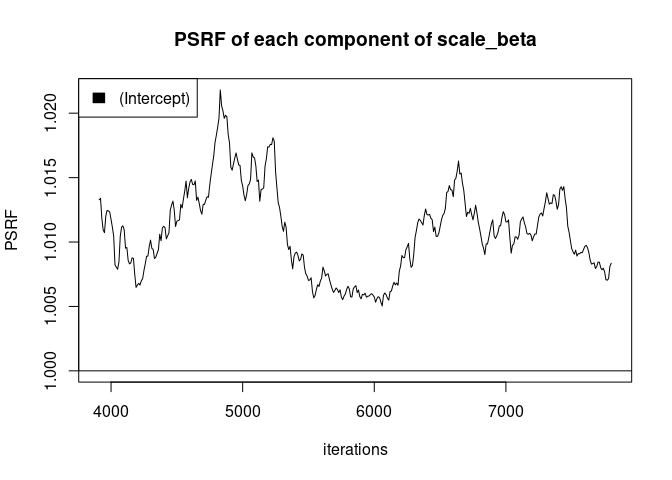 PSRF of each component of scale_beta
(Intercept)
PSRF
1.020
1.015
1.010
1.005
1.000
4000 5000 6000 7000
iterations